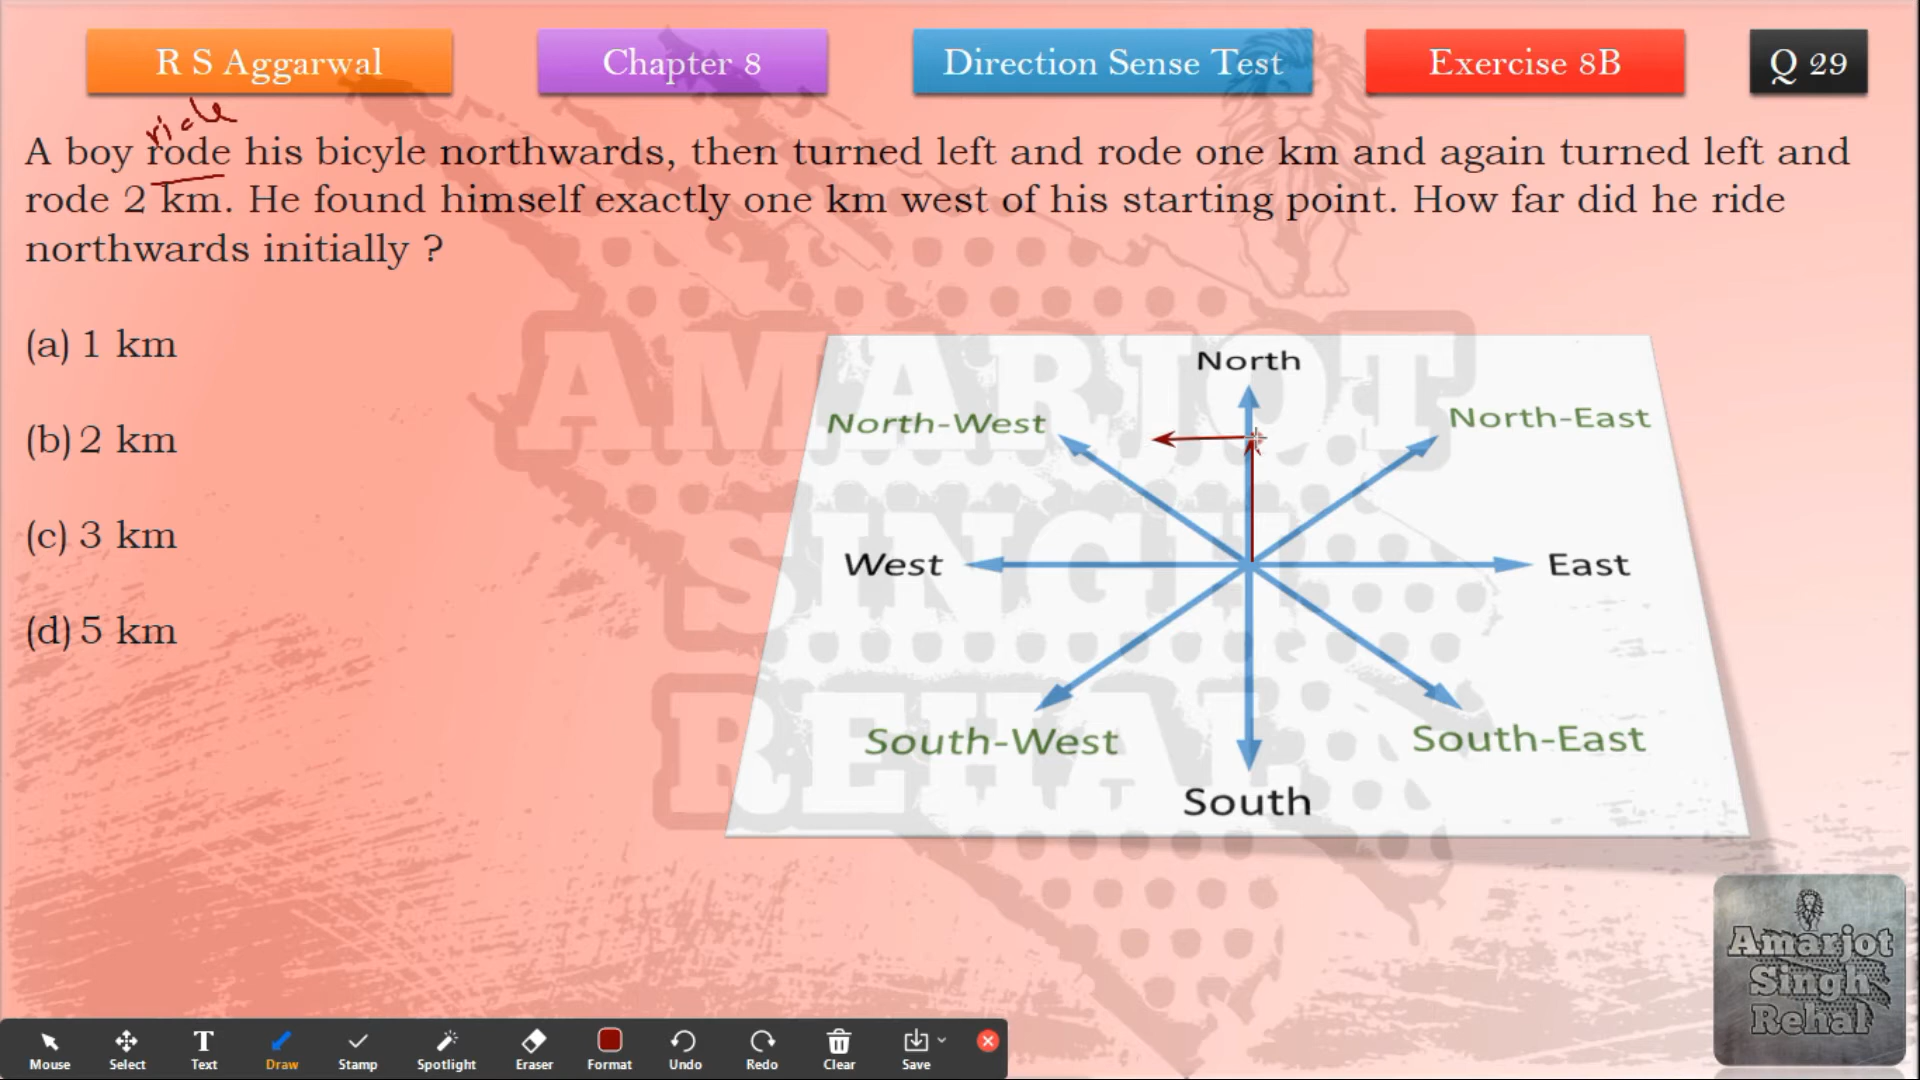 R S Aggarwal
Chapter 8
Direction Sense Test
Exercise 8B
Q 29
ride
A boy rode his bicyle northwards, then turned left and rode one km and again turned left and
rode 2 km. He found himself exactly one km west of his starting point. How far did he ride
northwards initially ?
(a) 1 km
(b) 2 km
(c) 3 km
(d) 5 km
North
North-West
North-East
West
East
South-West
South-East
South
AMARJOT
SINGH
REHAL
Amarjot
Singh
Rehal
Mouse
Select
Text
Draw
Stamp
Spotlight
Eraser
Format
Undo
Redo
Clear
Save